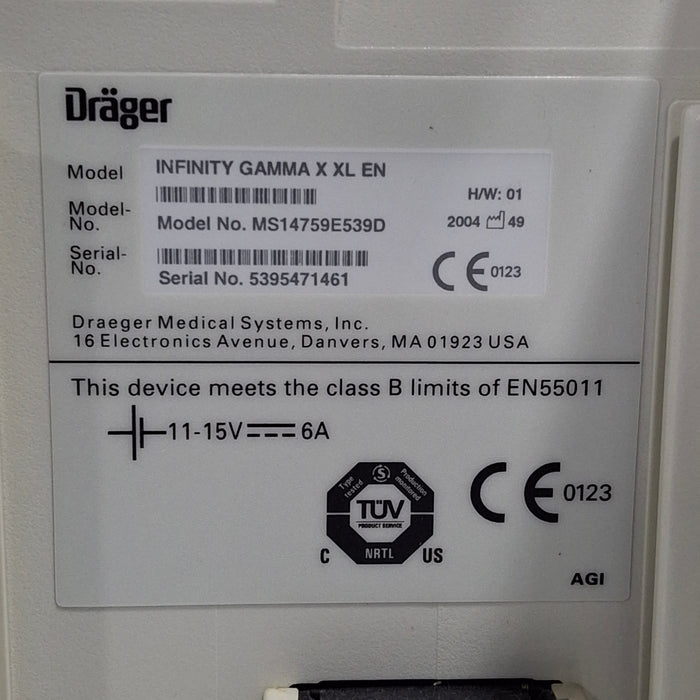 Dräger
Model INFINITY GAMMA X XL EN
H/W: 01
Model-No. Model No. MS14759E539D
2004 49
Serial-No. Serial No. 5395471461
CE 0123
Draeger Medical Systems, Inc.
16 Electronics Avenue, Danvers, MA 01923 USA
This device meets the class B limits of EN55011
11-15V 6A
Type tested
S
Production monitored
TÜV
PRODUCT SERVICE
C NRTL US
CE 0123
AGI